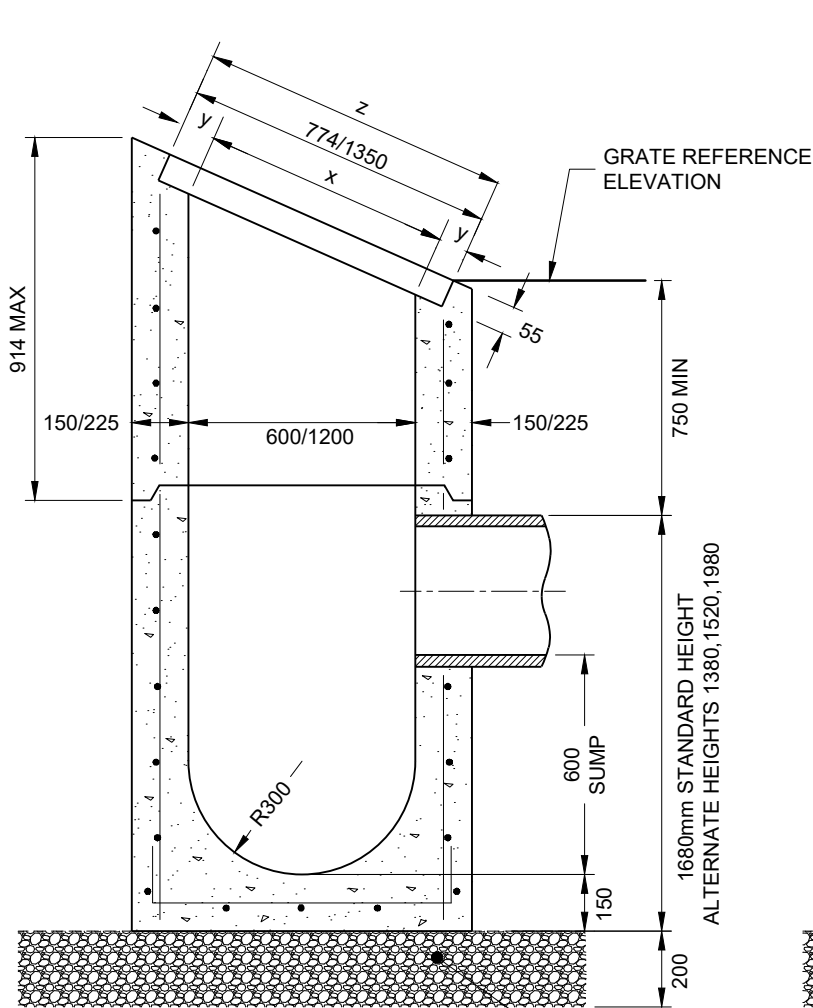 z
774/1350
y
x
y
GRATE REFERENCE
ELEVATION
55
914 MAX
750 MIN
150/225
600/1200
150/225
1680mm STANDARD HEIGHT
ALTERNATE HEIGHTS 1380,1520,1980
600
SUMP
R300
150
200